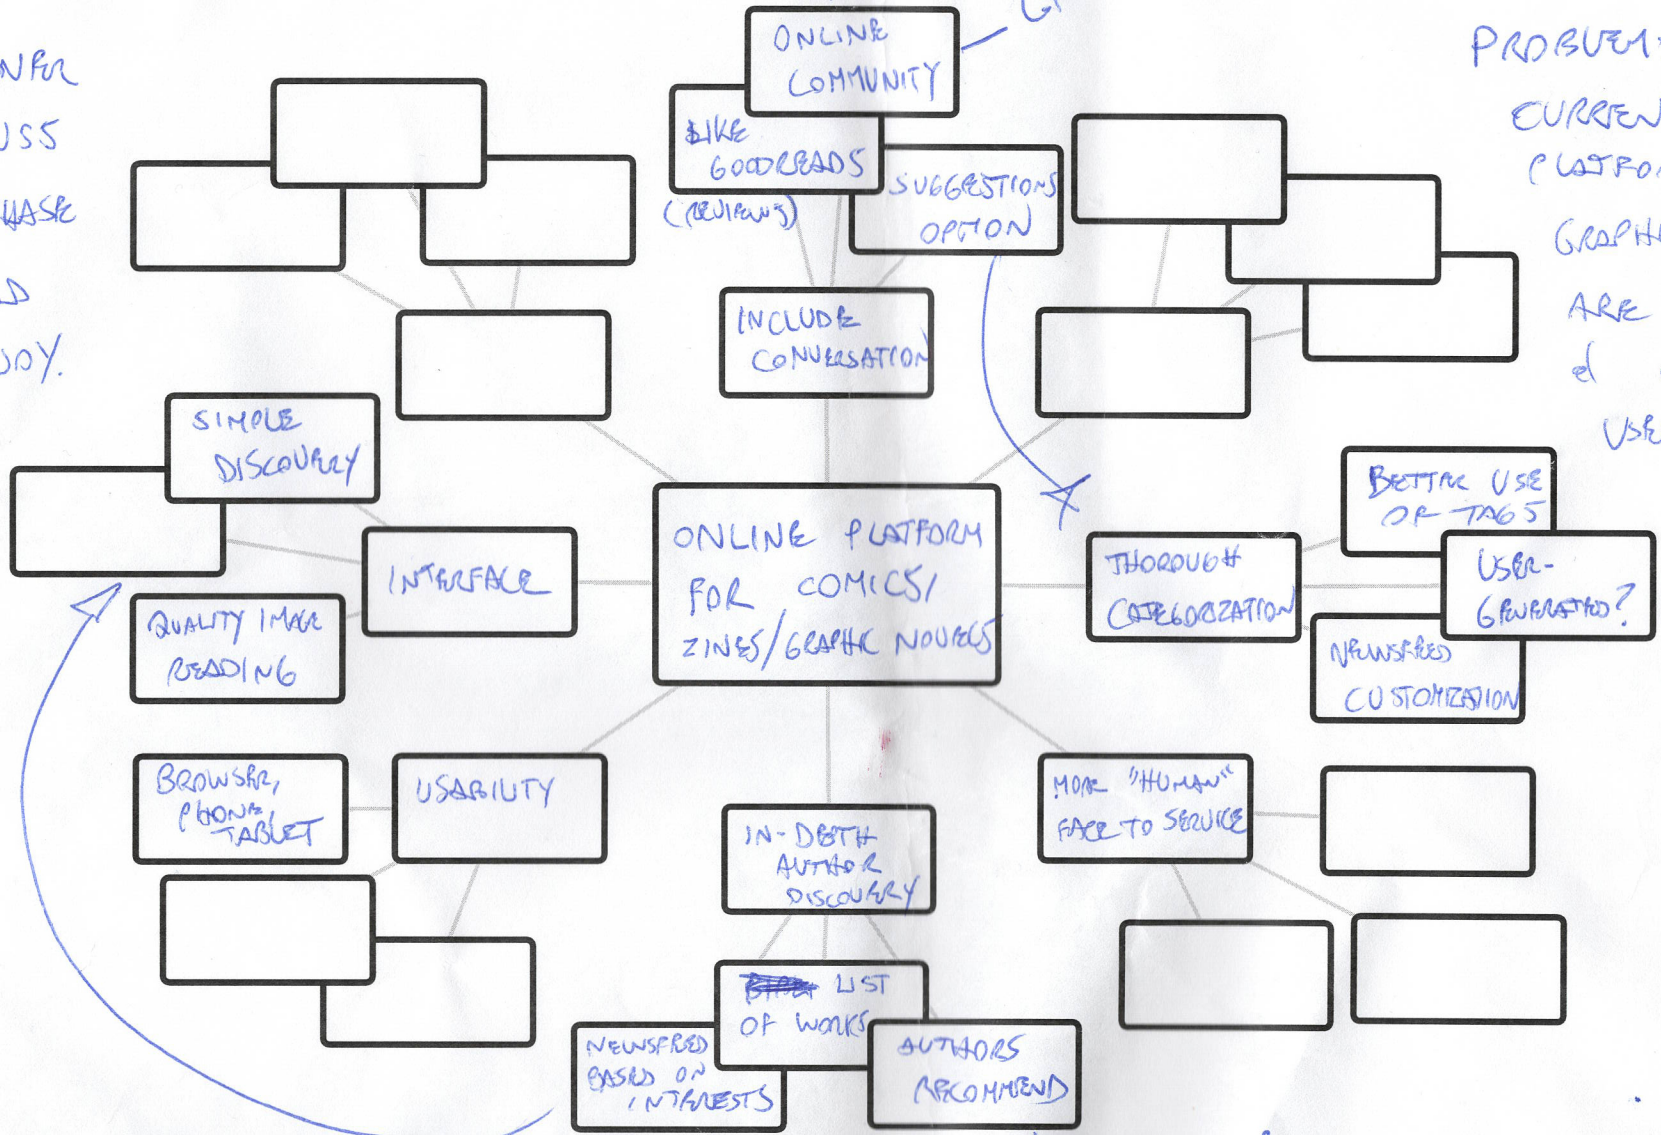 ONLINE
COMMUNITY
LIKE
GOODREADS
(REVIEWS)
SUGGESTIONS
OPTION
INCLUDE
CONVERSATION
PROBLEM
CURREN
PLATFOR
GRAPH
ARE
USE
SIMPLE
DISCOVERY
INTERFACE
QUALITY IMAGE
READING
ONLINE PLATFORM
FOR COMICS/
ZINES/GRAPHIC NOVELS
THOROUGH
CATEGORIZATION
BETTER USE
OF TAGS
USER-
GENERATED?
NEWSFEED
CUSTOMIZATION
BROWSER,
PHONE,
TABLET
USABILITY
IN-DEPTH
AUTHOR
DISCOVERY
LIST
OF WORKS
NEWSFEED
BASED ON
INTERESTS
AUTHORS
RECOMMEND
MORE "HUMAN"
FACE TO SERVICE